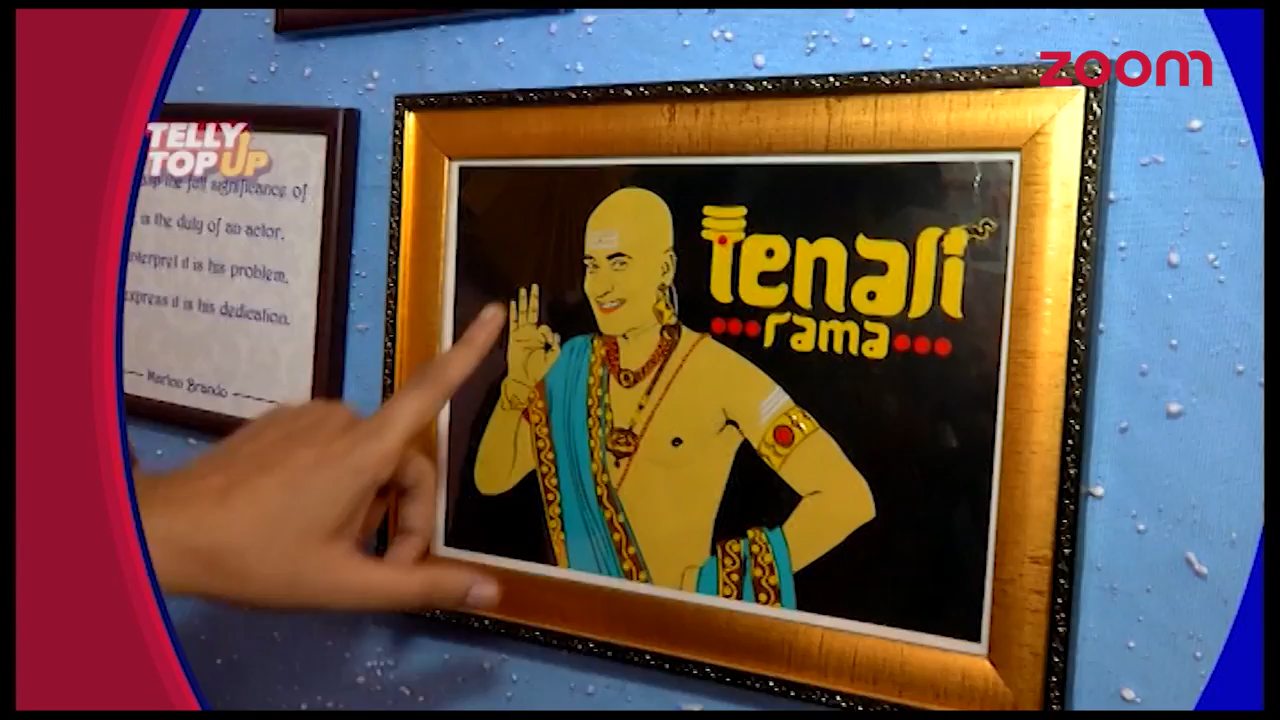 zoom
TELLY
TOP UP
the full significance of
is the duty of an actor,
interpret it is his problem,
express it is his dedication.
Marlon Brando
Tenali
rama